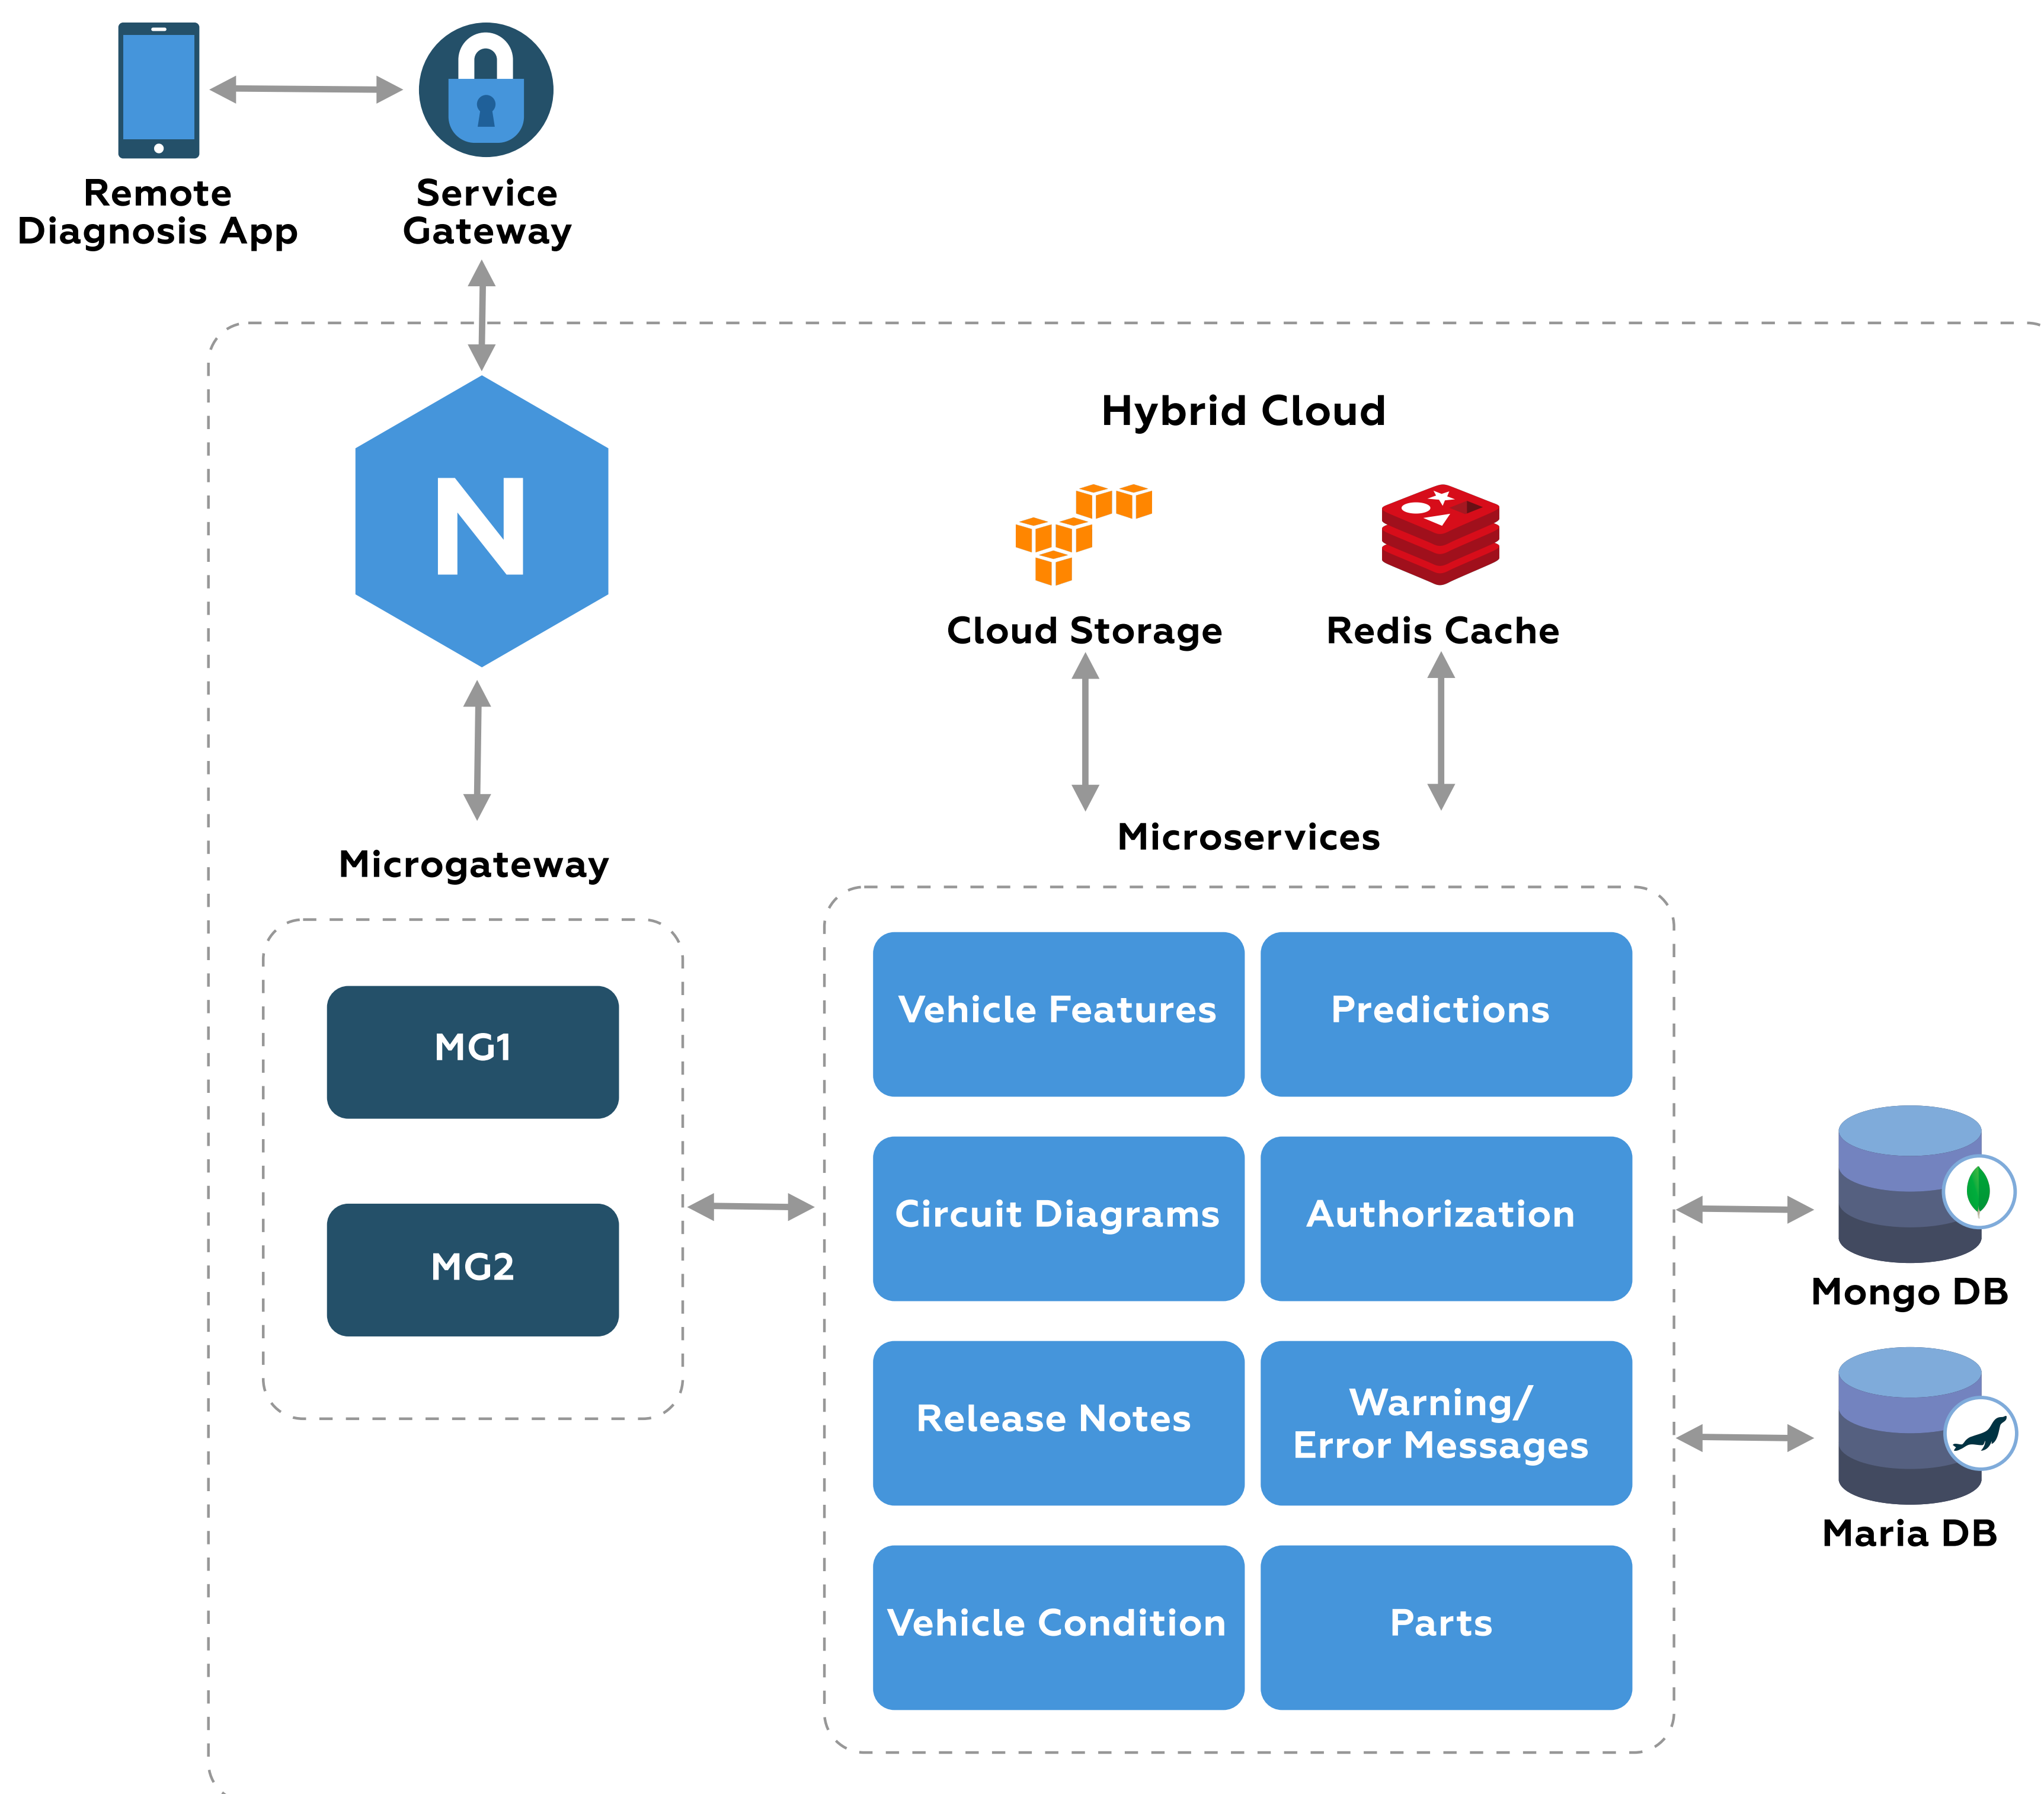 Remote
Diagnosis App
Service
Gateway
Hybrid Cloud
N
Cloud Storage
Redis Cache
Microgateway
Microservices
MG1
MG2
Vehicle Features
Predictions
Circuit Diagrams
Authorization
Release Notes
Warning/
Error Messages
Vehicle Condition
Parts
Mongo DB
Maria DB